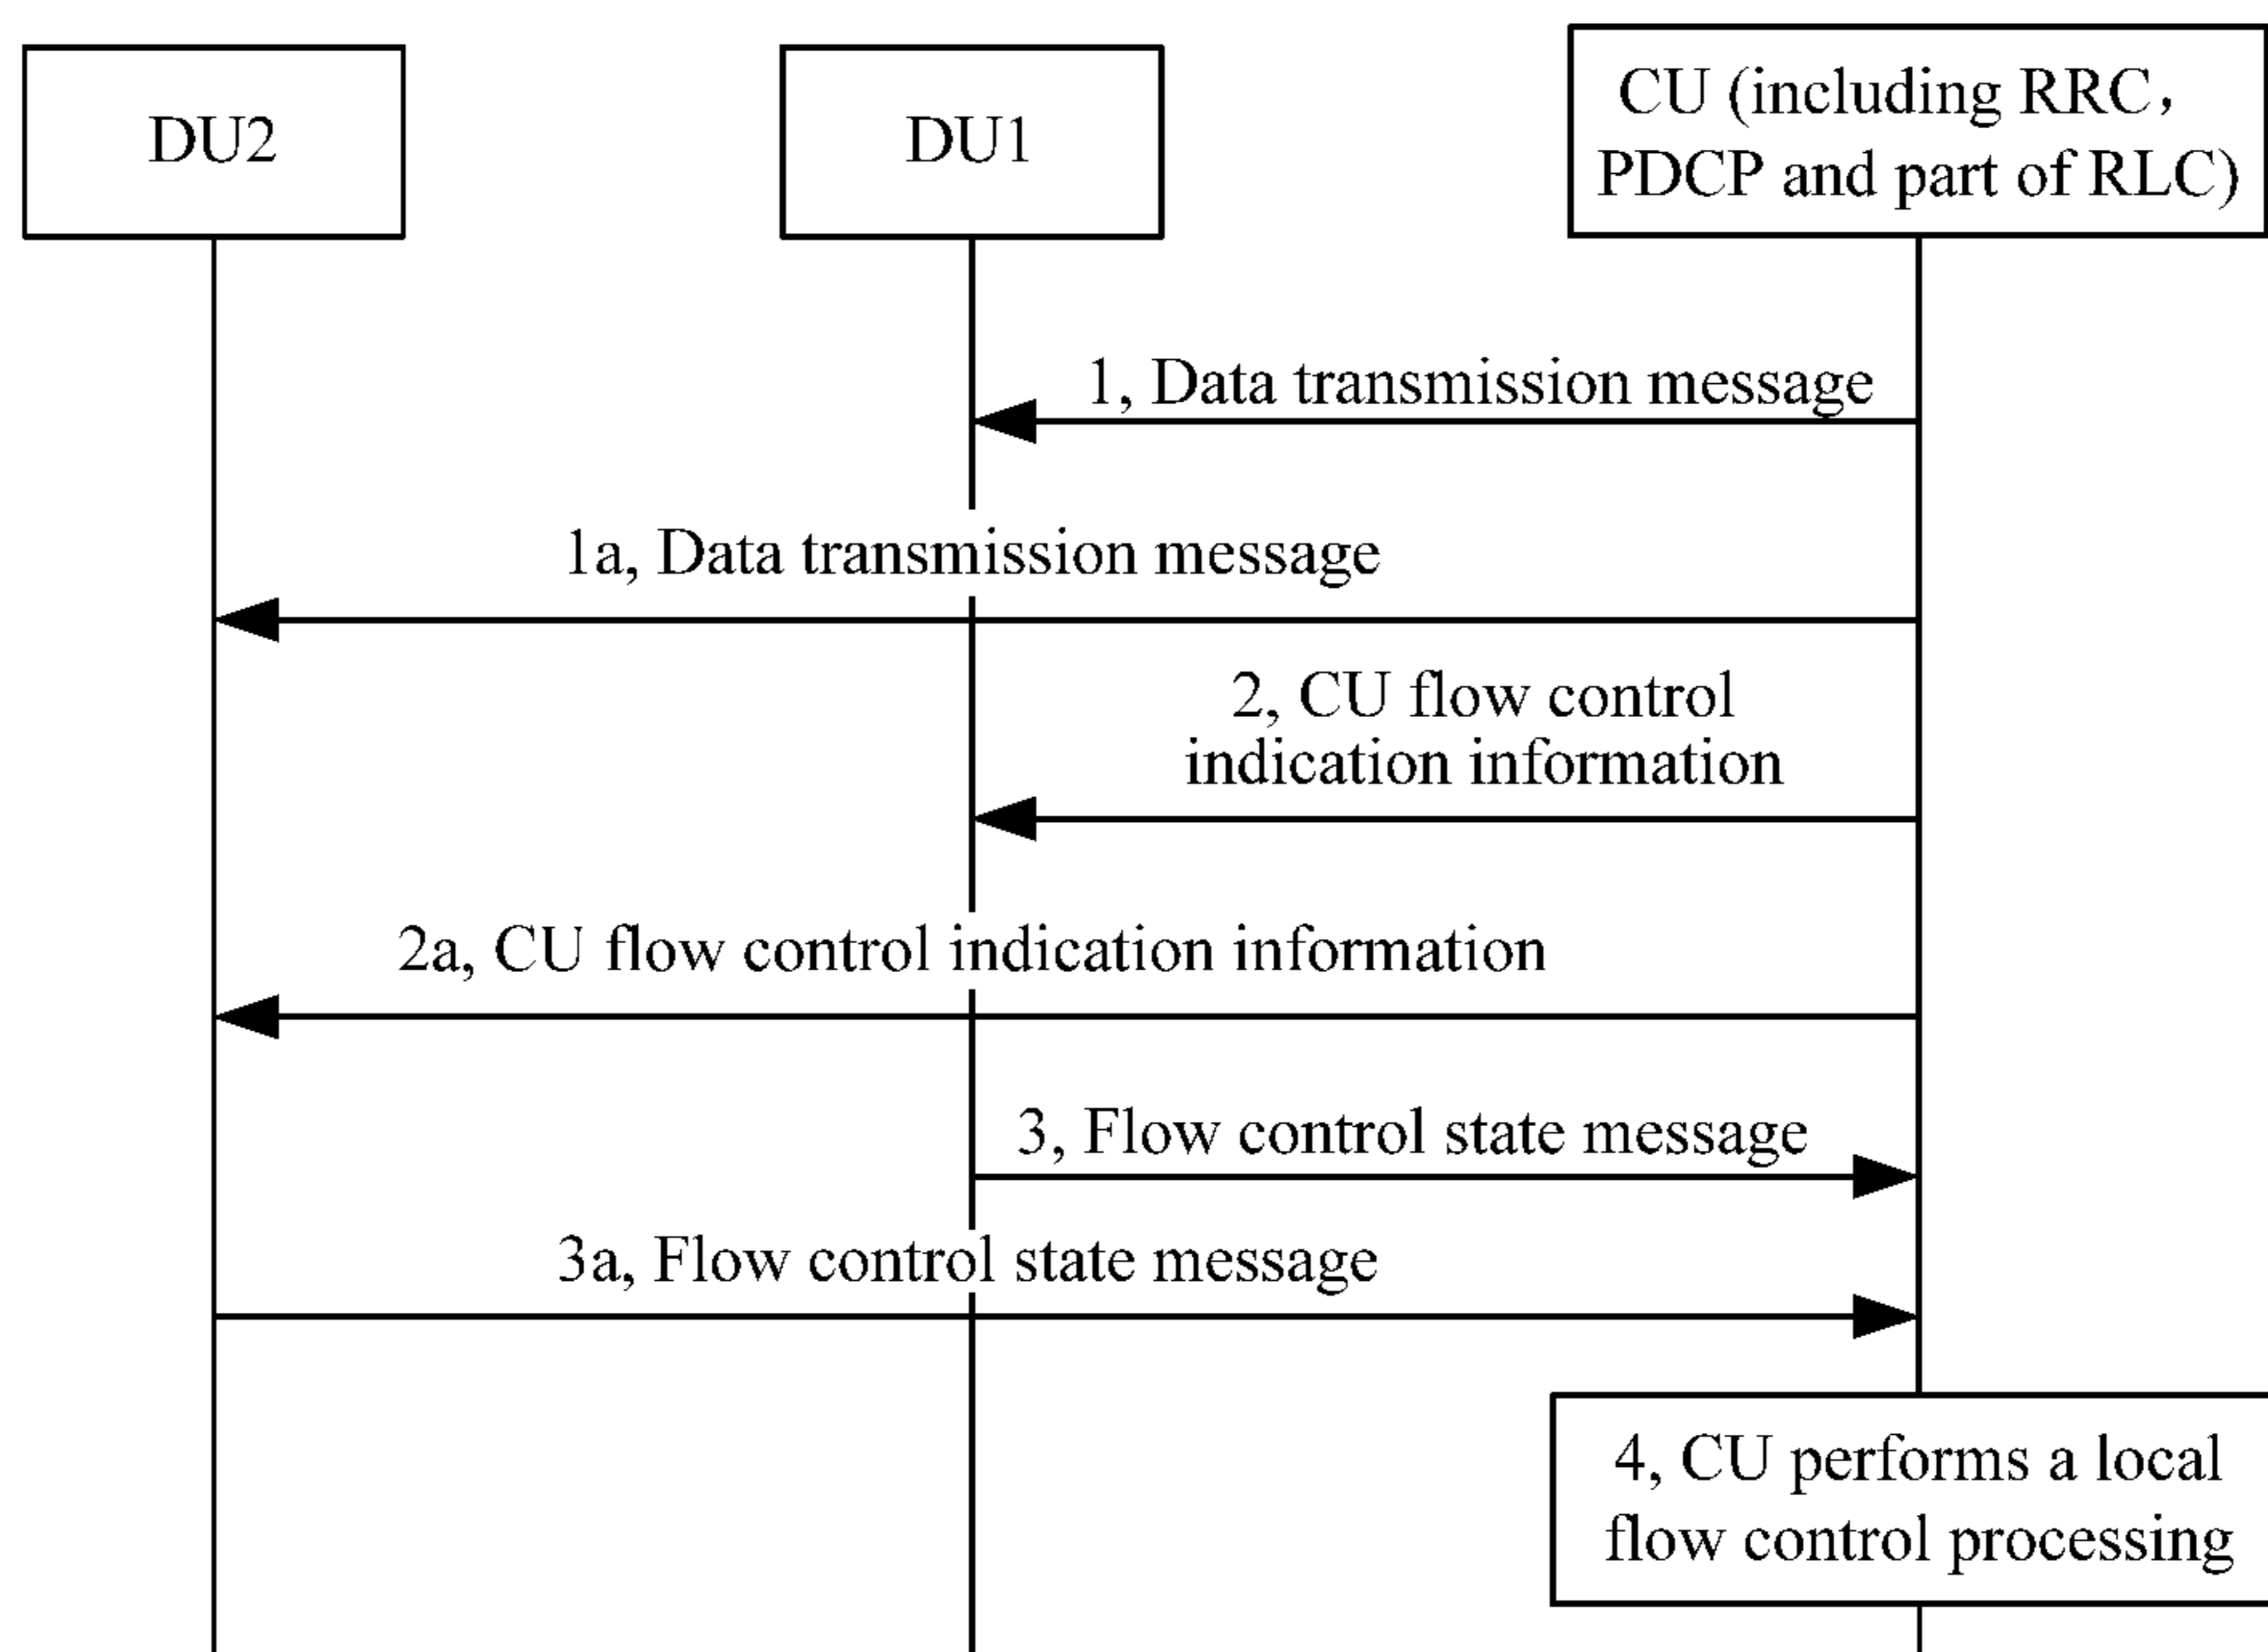 DU2
DU1
CU (including RRC,
PDCP and part of RLC)
1, Data transmission message
1a, Data transmission message
2, CU flow control
indication information
2a, CU flow control indication information
3, Flow control state message
3a, Flow control state message
4, CU performs a local
flow control processing